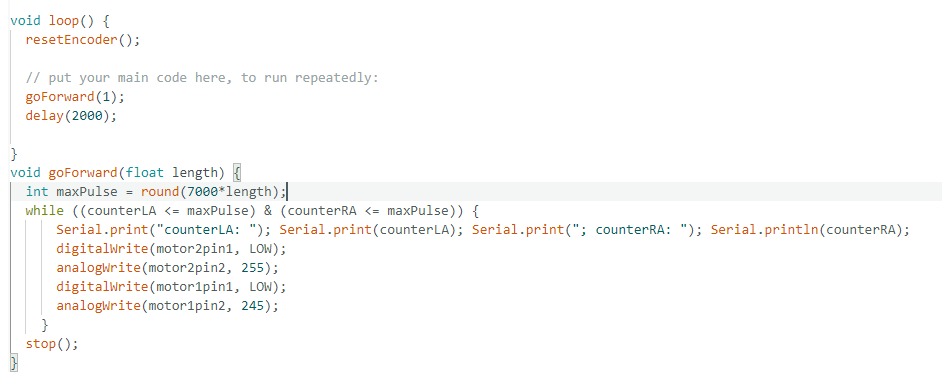 void loop() {
resetEncoder();
// put your main code here, to run repeatedly:
goForward(1);
delay(2000);
}
void goForward(float length) {
int maxPulse = round(7000*length);
while ((counterLA <= maxPulse) & (counterRA <= maxPulse)) {
Serial.print("counterLA: "); Serial.print(counterLA); Serial.print("; counterRA: "); Serial.println(counterRA);
digitalWrite(motor2pin1, LOW);
analogWrite(motor2pin2, 255);
digitalWrite(motor1pin1, LOW);
analogWrite(motor1pin2, 245);
}
stop();
}